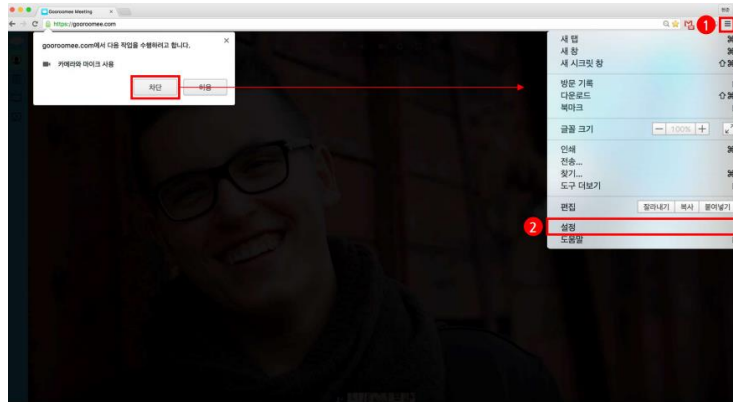 Gooroomee Meeting
https://gooroomee.com
gooroomee.com에서 다음 작업을 수행하려고 합니다.
카메라와 마이크 사용
차단
허용
1
새 탭
새 창
새 시크릿 창
방문 기록
다운로드
북마크
글꼴 크기
100%
인쇄
전송...
찾기...
도구 더보기
편집 잘라내기 복사 붙여넣기
2 설정
도움말